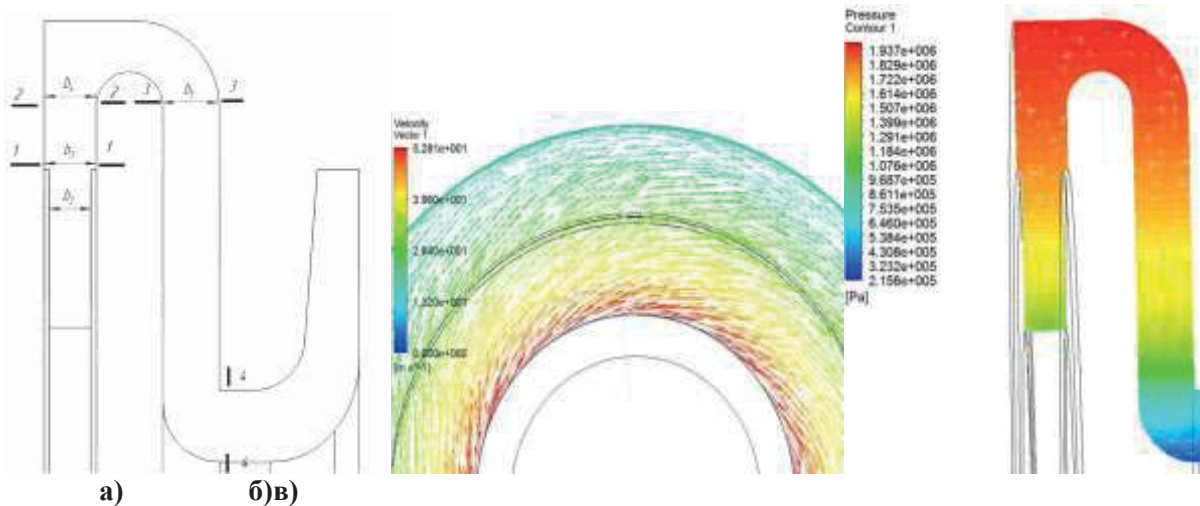 b₄
2
2
3
b₅
3
1
b₃
1
b₂
4
4
Velocity
Vector 1
5.281e+001
3.960e+001
2.640e+001
1.320e+001
0.000e+000
[m s^-1]
Pressure
Contour 1
1.937e+006
1.829e+006
1.722e+006
1.614e+006
1.507e+006
1.399e+006
1.291e+006
1.184e+006
1.076e+006
9.687e+005
8.611e+005
7.535e+005
6.460e+005
5.384e+005
4.308e+005
3.232e+005
2.156e+005
[Pa]
а) б)в)